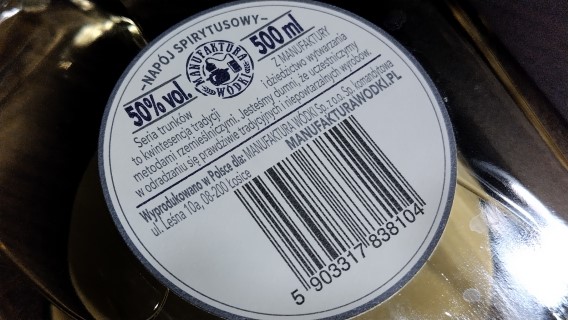 ~NAPÓJ SPIRYTUSOWY~
50% vol.
MANUFAKTURA
WÓDKI
500 ml
Seria trunków Z MANUFAKTURY
to kwintesencja tradycji i dziedzictwo wytwarzania
metodami rzemieślniczymi. Jesteśmy dumni, że uczestniczymy
w odradzaniu się prawdziwie tradycyjnych i niepowtarzalnych wyrobów.
Wyprodukowano w Polsce dla: MANUFAKTURA WÓDKI Sp. z o.o. Sp. komandytowa
ul. Leśna 10a, 08-200 Łosice MANUFAKTURAWODKI.PL
5 903317 838104